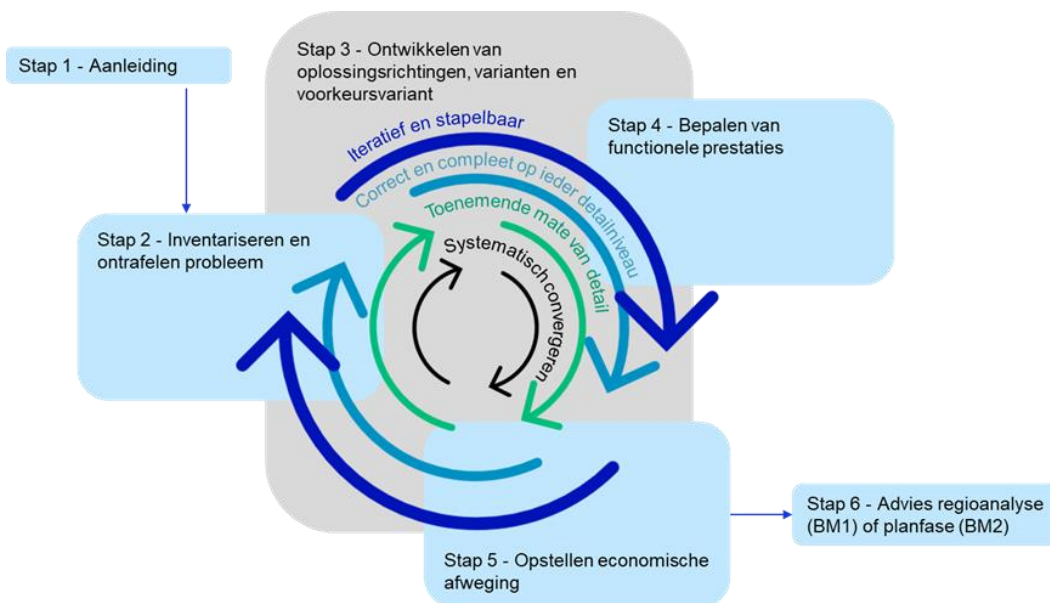 Stap 1 - Aanleiding
Stap 2 - Inventariseren en
ontrafelen probleem
Stap 3 - Ontwikkelen van
oplossingsrichtingen, varianten en
voorkeursvariant
Iteratief en stapelbaar
Correct en compleet op ieder detailniveau
Toenemende mate van detail
Systematisch convergeren
Stap 4 - Bepalen van
functionele prestaties
Stap 5 - Opstellen economische
afweging
Stap 6 - Advies regioanalyse
(BM1) of planfase (BM2)